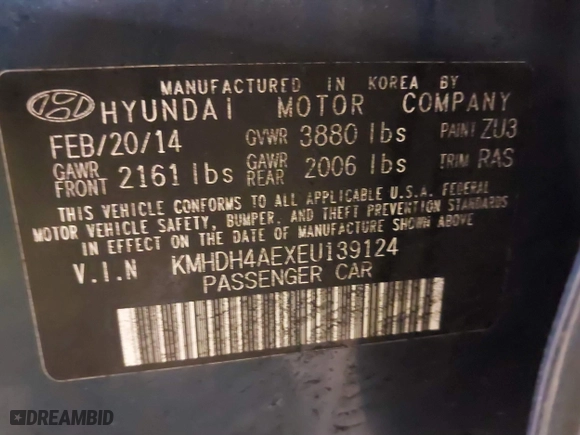 MANUFACTURED IN KOREA BY
HYUNDAI MOTOR COMPANY
FEB/20/14 GVWR 3880 lbs PAINT ZU3
GAWR FRONT 2161 lbs GAWR REAR 2006 lbs TRIM RAS
THIS VEHICLE CONFORMS TO ALL APPLICABLE U.S.A. FEDERAL
MOTOR VEHICLE SAFETY, BUMPER, AND THEFT PREVENTION STANDARDS
IN EFFECT ON THE DATE OF MANUFACTURE SHOWN ABOVE
V.I.N KMHDH4AEXEU139124
PASSENGER CAR
DREAMBID